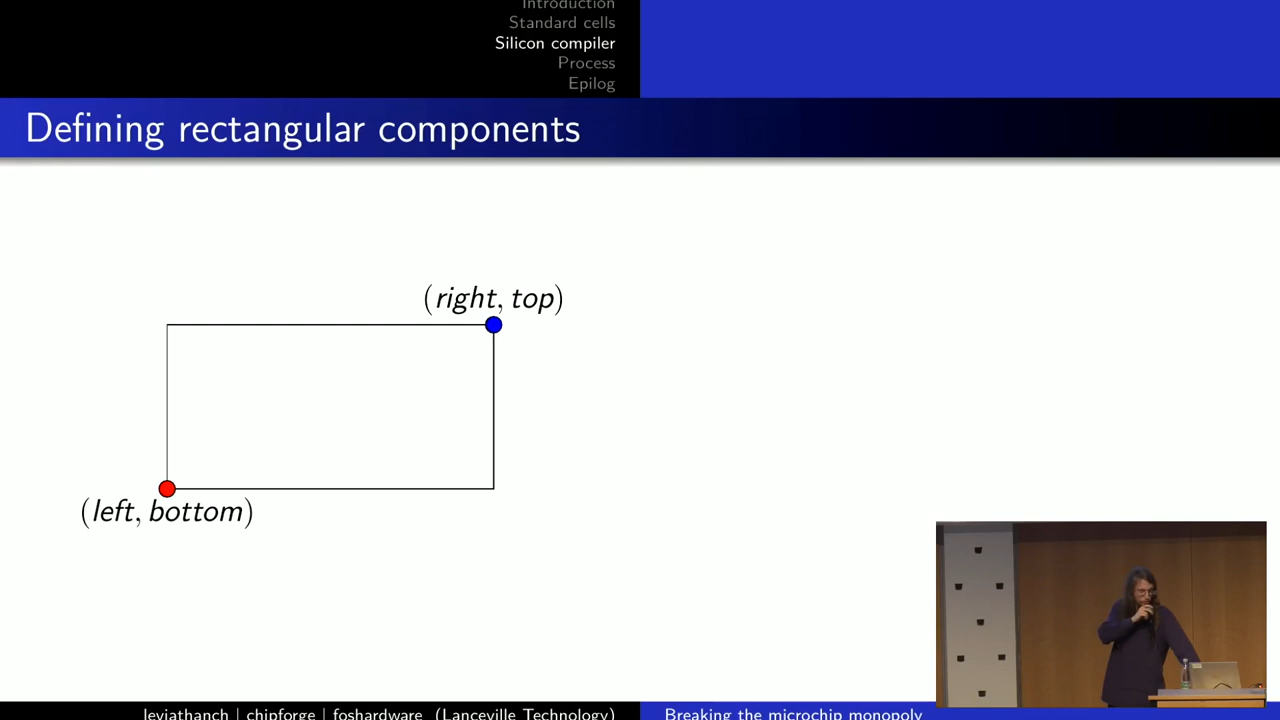 Introduction
Standard cells
Silicon compiler
Process
Epilog
Defining rectangular components
(right, top)
(left, bottom)
leviathanch | chipforge | foshardware (Lanceville Technology)
Breaking the microchip monopoly